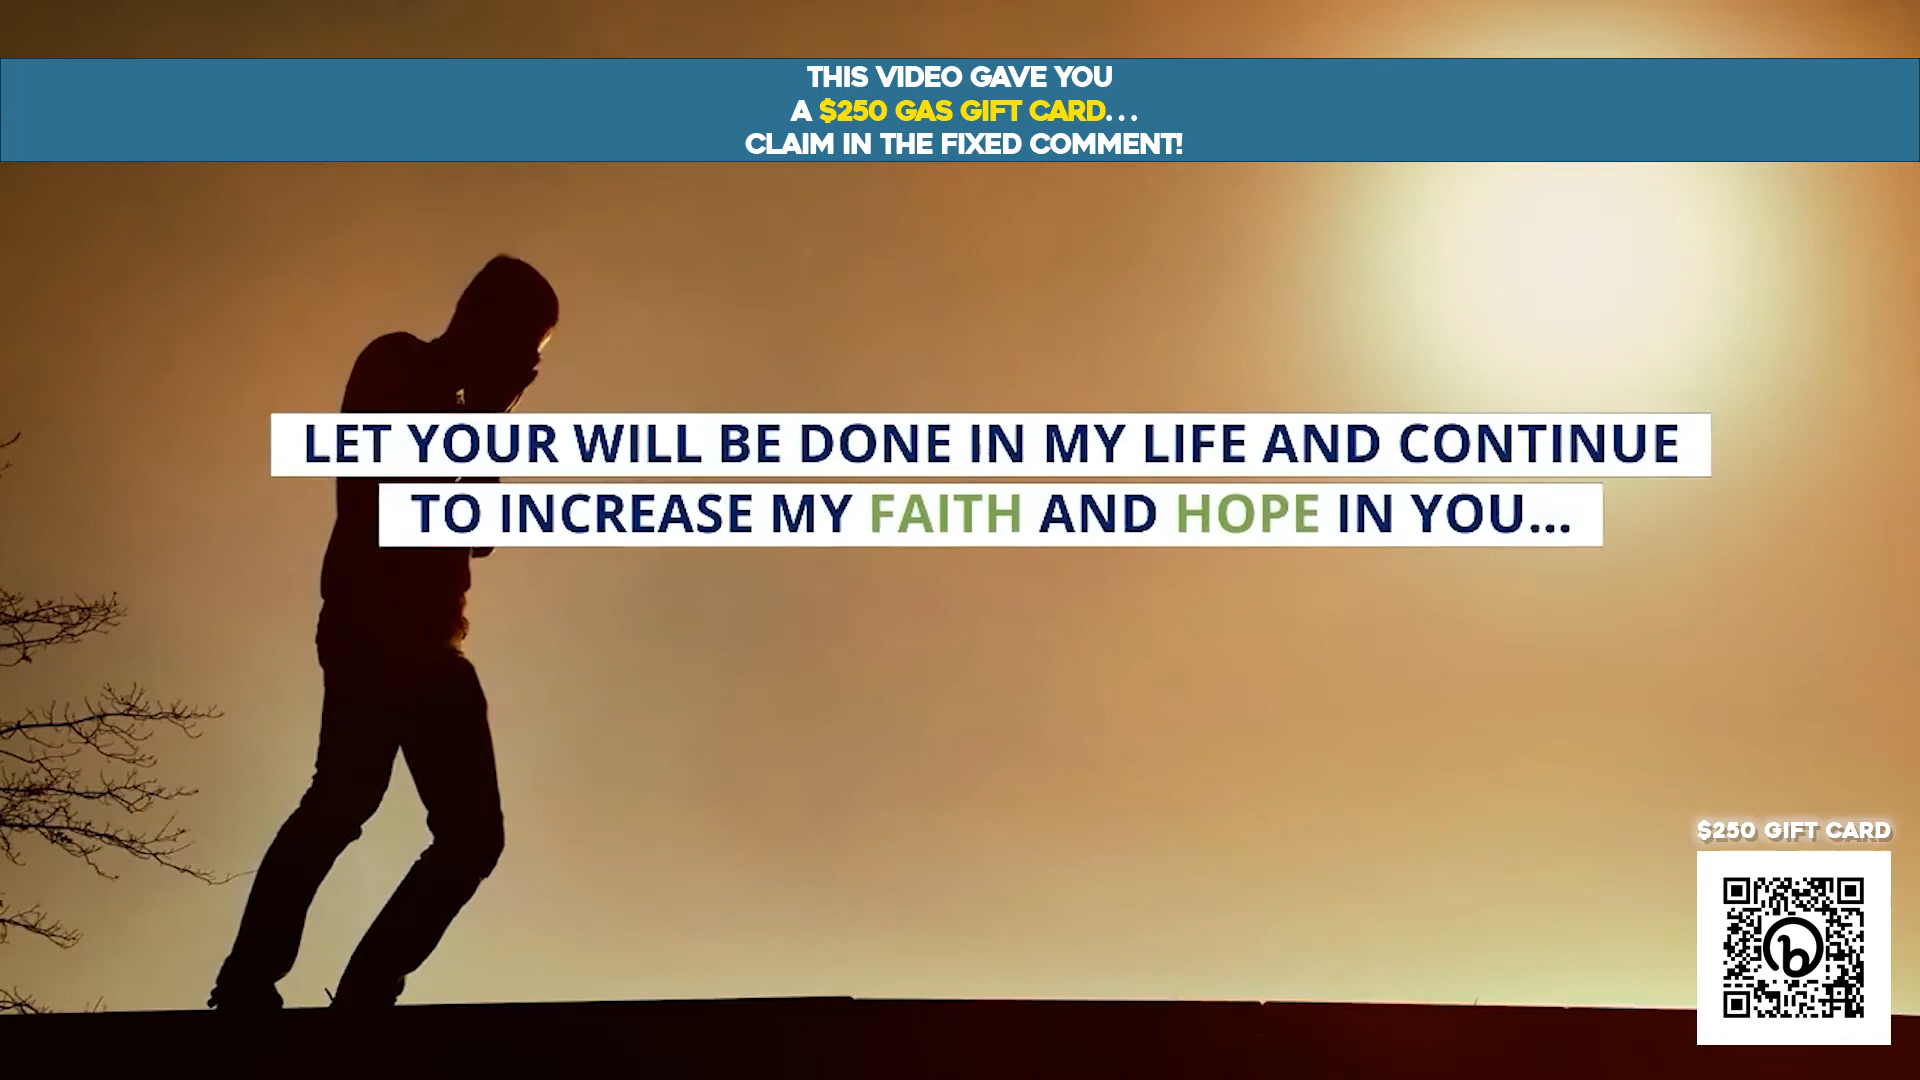 THIS VIDEO GAVE YOU
A $250 GAS GIFT CARD...
CLAIM IN THE FIXED COMMENT!
LET YOUR WILL BE DONE IN MY LIFE AND CONTINUE
TO INCREASE MY FAITH AND HOPE IN YOU...
$250 GIFT CARD
b